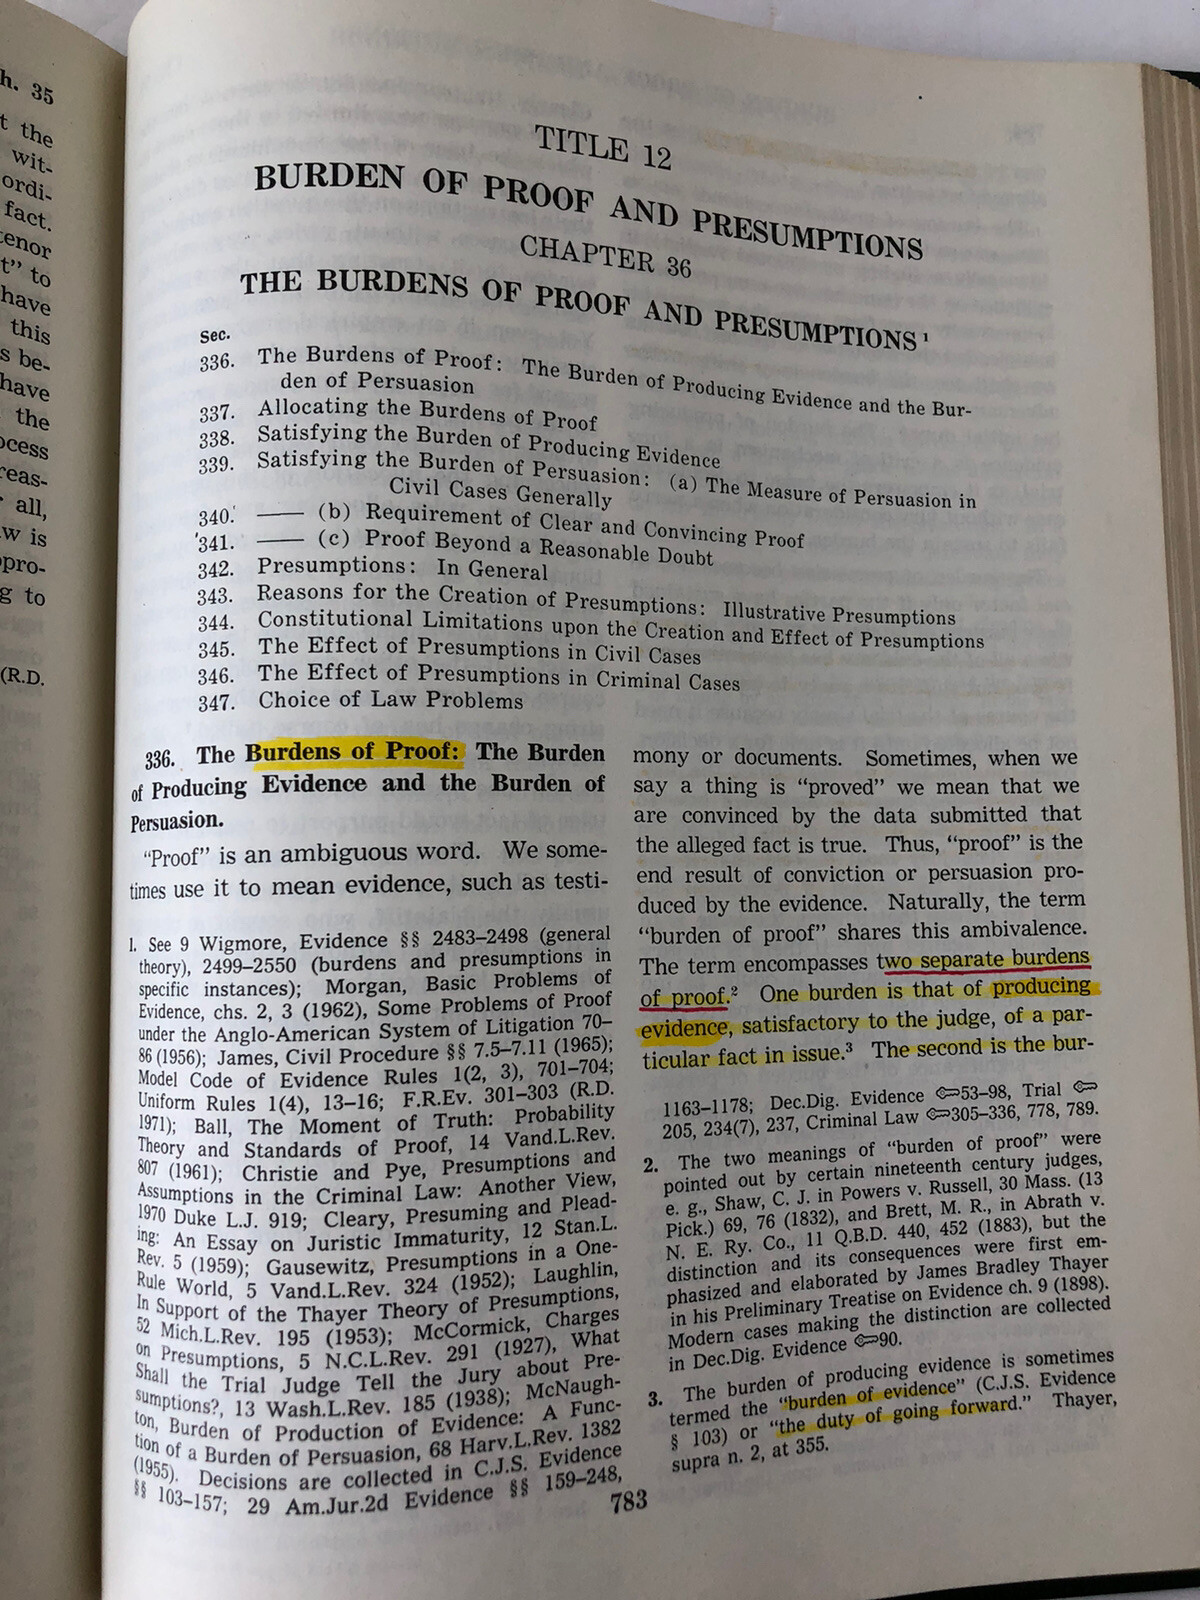 h. 35
t the
wit-
ordi-
fact.
enor
t” to
have
this
s be-
have
the
ocess
reas-
all,
w is
pro-
g to
(R.D.
TITLE 12
BURDEN OF PROOF AND PRESUMPTIONS
CHAPTER 36
THE BURDENS OF PROOF AND PRESUMPTIONS ¹
Sec.
336. The Burdens of Proof: The Burden of Producing Evidence and the Bur-
den of Persuasion
337. Allocating the Burdens of Proof
338. Satisfying the Burden of Producing Evidence
339. Satisfying the Burden of Persuasion: (a) The Measure of Persuasion in
Civil Cases Generally
340. —— (b) Requirement of Clear and Convincing Proof
341. —— (c) Proof Beyond a Reasonable Doubt
342. Presumptions: In General
343. Reasons for the Creation of Presumptions: Illustrative Presumptions
344. Constitutional Limitations upon the Creation and Effect of Presumptions
345. The Effect of Presumptions in Civil Cases
346. The Effect of Presumptions in Criminal Cases
347. Choice of Law Problems
336. The Burdens of Proof: The Burden
of Producing Evidence and the Burden of
Persuasion.
“Proof” is an ambiguous word. We some-
times use it to mean evidence, such as testi-
1. See 9 Wigmore, Evidence §§ 2483–2498 (general
theory), 2499–2550 (burdens and presumptions in
specific instances); Morgan, Basic Problems of
Evidence, chs. 2, 3 (1962), Some Problems of Proof
under the Anglo-American System of Litigation 70–
86 (1956); James, Civil Procedure §§ 7.5–7.11 (1965);
Model Code of Evidence Rules 1(2, 3), 701–704;
Uniform Rules 1(4), 13–16; F.R.Ev. 301–303 (R.D.
1971); Ball, The Moment of Truth: Probability
Theory and Standards of Proof, 14 Vand.L.Rev.
807 (1961); Christie and Pye, Presumptions and
Assumptions in the Criminal Law: Another View,
1970 Duke L.J. 919; Cleary, Presuming and Plead-
ing: An Essay on Juristic Immaturity, 12 Stan.L.
Rev. 5 (1959); Gausewitz, Presumptions in a One-
Rule World, 5 Vand.L.Rev. 324 (1952); Laughlin,
In Support of the Thayer Theory of Presumptions,
52 Mich.L.Rev. 195 (1953); McCormick, Charges
on Presumptions, 5 N.C.L.Rev. 291 (1927), What
Shall the Trial Judge Tell the Jury about Pre-
sumptions?, 13 Wash.L.Rev. 185 (1938); McNaugh-
ton, Burden of Production of Evidence: A Func-
tion of a Burden of Persuasion, 68 Harv.L.Rev. 1382
(1955). Decisions are collected in C.J.S. Evidence
§§ 103–157; 29 Am.Jur.2d Evidence §§ 159–248,
mony or documents. Sometimes, when we
say a thing is “proved” we mean that we
are convinced by the data submitted that
the alleged fact is true. Thus, “proof” is the
end result of conviction or persuasion pro-
duced by the evidence. Naturally, the term
“burden of proof” shares this ambivalence.
The term encompasses two separate burdens
of proof.² One burden is that of producing
evidence, satisfactory to the judge, of a par-
ticular fact in issue.³ The second is the bur-
1163–1178; Dec.Dig. Evidence 53–98, Trial
205, 234(7), 237, Criminal Law 305–336, 778, 789.
2. The two meanings of “burden of proof” were
pointed out by certain nineteenth century judges,
e. g., Shaw, C. J. in Powers v. Russell, 30 Mass. (13
Pick.) 69, 76 (1832), and Brett, M. R., in Abrath v.
N. E. Ry. Co., 11 Q.B.D. 440, 452 (1883), but the
distinction and its consequences were first em-
phasized and elaborated by James Bradley Thayer
in his Preliminary Treatise on Evidence ch. 9 (1898).
Modern cases making the distinction are collected
in Dec.Dig. Evidence 90.
3. The burden of producing evidence is sometimes
termed the “burden of evidence” (C.J.S. Evidence
§ 103) or “the duty of going forward.” Thayer,
supra n. 2, at 355.
783